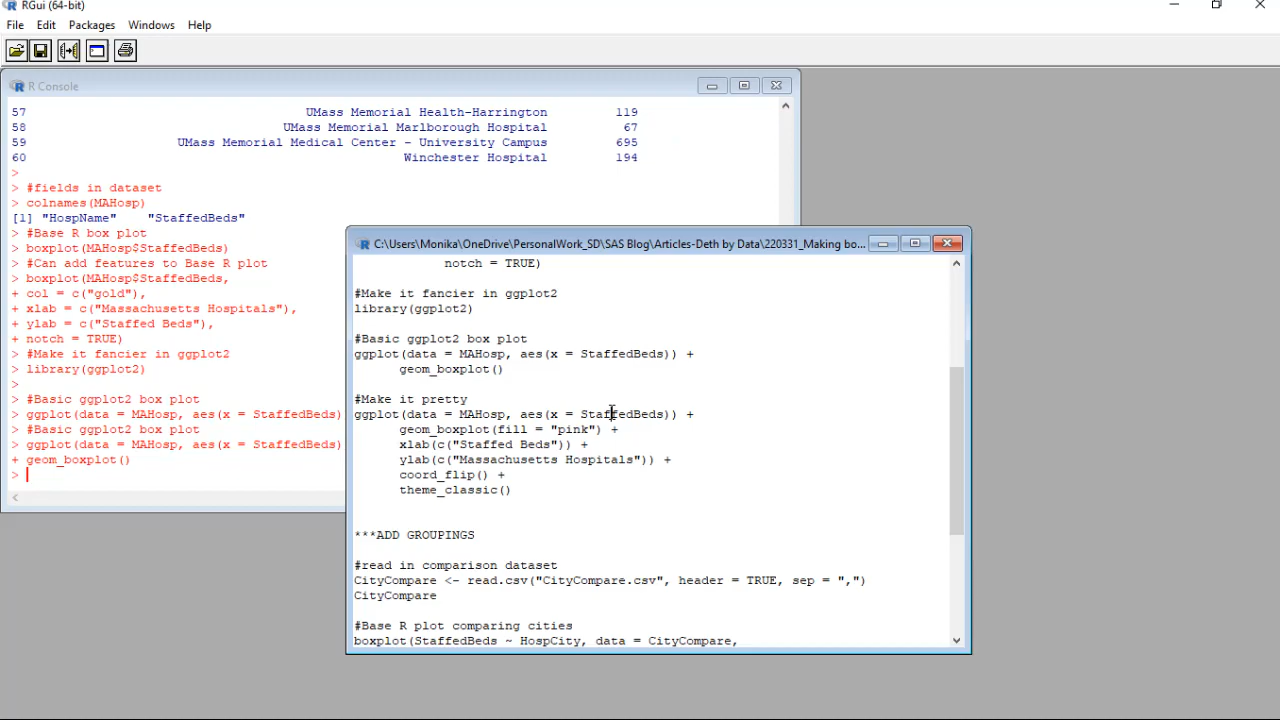 RGui (64-bit)
File Edit Packages Windows Help
R Console
57 UMass Memorial Health-Harrington 119
58 UMass Memorial Marlborough Hospital 67
59 UMass Memorial Medical Center - University Campus 695
60 Winchester Hospital 194
>
> #fields in dataset
> colnames(MAHosp)
[1] "HospName" "StaffedBeds"
> #Base R box plot
> boxplot(MAHosp$StaffedBeds)
> #Can add features to Base R plot
> boxplot(MAHosp$StaffedBeds,
+ col = c("gold"),
+ xlab = c("Massachusetts Hospitals"),
+ ylab = c("Staffed Beds"),
+ notch = TRUE)
> #Make it fancier in ggplot2
> library(ggplot2)
>
> #Basic ggplot2 box plot
> ggplot(data = MAHosp, aes(x = StaffedBeds)
> #Basic ggplot2 box plot
> ggplot(data = MAHosp, aes(x = StaffedBeds)
+ geom_boxplot()
>
C:\Users\Monika\OneDrive\PersonalWork_SD\SAS Blog\Articles-Deth by Data\220331_Making bo...
notch = TRUE)
#Make it fancier in ggplot2
library(ggplot2)
#Basic ggplot2 box plot
ggplot(data = MAHosp, aes(x = StaffedBeds)) +
geom_boxplot()
#Make it pretty
ggplot(data = MAHosp, aes(x = StaffedBeds)) +
geom_boxplot(fill = "pink") +
xlab(c("Staffed Beds")) +
ylab(c("Massachusetts Hospitals")) +
coord_flip() +
theme_classic()
***ADD GROUPINGS
#read in comparison dataset
CityCompare <- read.csv("CityCompare.csv", header = TRUE, sep = ",")
CityCompare
#Base R plot comparing cities
boxplot(StaffedBeds ~ HospCity, data = CityCompare,